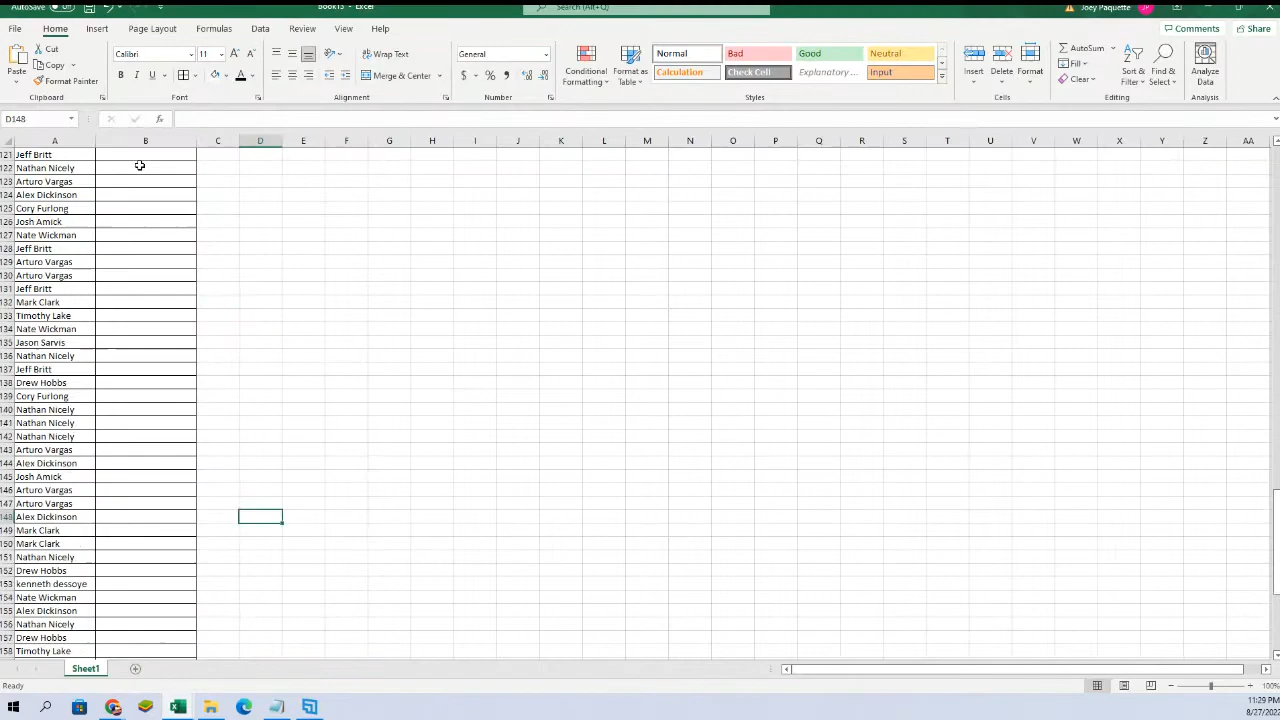 AutoSave Off Book13 - Excel Search (Alt+Q) Joey Paquette JP
File Home Insert Page Layout Formulas Data Review View Help Comments Share
Paste Cut Copy Format Painter Clipboard
Calibri 11 B I U A Font
Wrap Text Merge & Center Alignment
General $ % Number
Conditional Formatting Format as Table
Normal Bad Good Neutral
Calculation Check Cell Explanatory ... Input
Styles
Insert Delete Format Cells
AutoSum Fill Clear Sort & Filter Find & Select Editing
Analyze Data Analysis
D148 fx
A B C D E F G H I J K L M N O P Q R S T U V W X Y Z AA
121 Jeff Britt
122 Nathan Nicely
123 Arturo Vargas
124 Alex Dickinson
125 Cory Furlong
126 Josh Amick
127 Nate Wickman
128 Jeff Britt
129 Arturo Vargas
130 Arturo Vargas
131 Jeff Britt
132 Mark Clark
133 Timothy Lake
134 Nate Wickman
135 Jason Sarvis
136 Nathan Nicely
137 Jeff Britt
138 Drew Hobbs
139 Cory Furlong
140 Nathan Nicely
141 Nathan Nicely
142 Nathan Nicely
143 Arturo Vargas
144 Alex Dickinson
145 Josh Amick
146 Arturo Vargas
147 Arturo Vargas
148 Alex Dickinson
149 Mark Clark
150 Mark Clark
151 Nathan Nicely
152 Drew Hobbs
153 kenneth dessoye
154 Nate Wickman
155 Alex Dickinson
156 Nathan Nicely
157 Drew Hobbs
158 Timothy Lake
Sheet1
Ready 100%
11:29 PM
8/27/2022